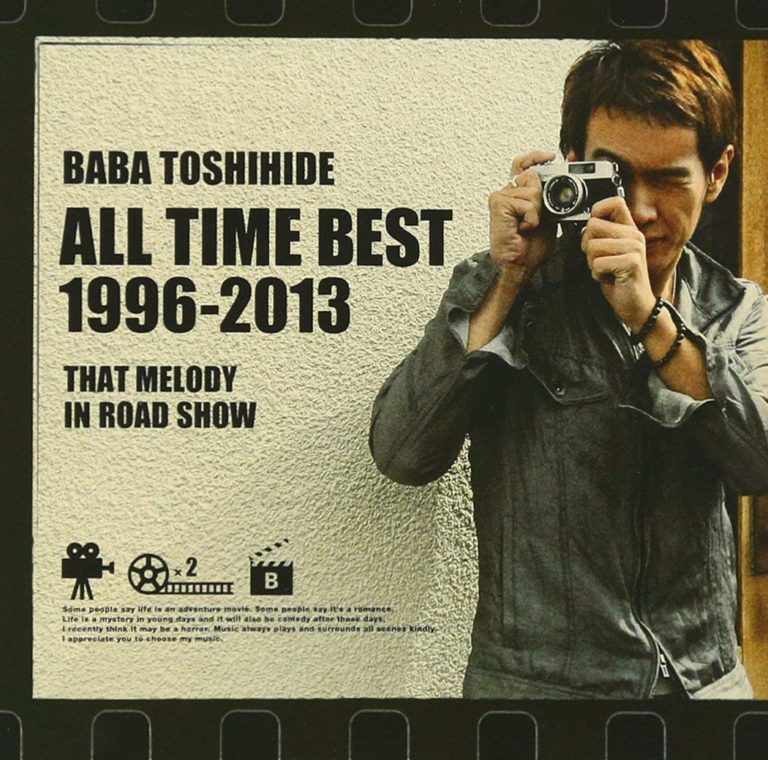 BABA TOSHIHIDE
ALL TIME BEST
1996-2013
THAT MELODY
IN ROAD SHOW
×2
B
Some people say life is an adventure movie. Some people say it's a romance.
Life is a mystery in young days and it will also be comedy after those days.
I recently think it may be a horror. Music always plays and surrounds all scenes kindly.
I appreciate you to choose my music.